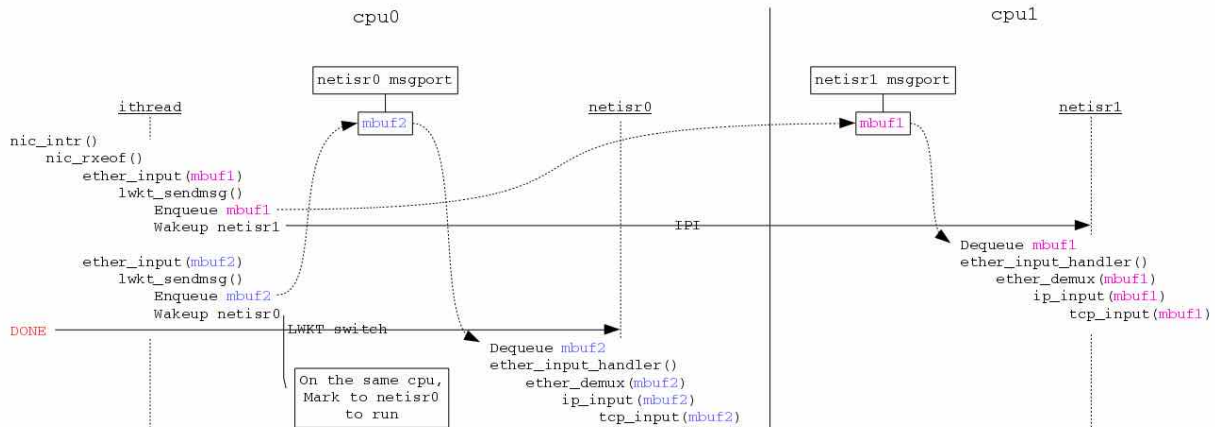 cpu0
cpu1
netisr0 msgport
netisr1 msgport
ithread
mbuf2
netisr0
mbuf1
netisr1
nic_intr()
nic_rxeof()
ether_input(mbuf1)
lwkt_sendmsg()
Enqueue mbuf1
Wakeup netisr1
IPI
ether_input(mbuf2)
lwkt_sendmsg()
Enqueue mbuf2
Wakeup netisr0
DONE
LWKT switch
On the same cpu,
Mark to netisr0
to run
Dequeue mbuf2
ether_input_handler()
ether_demux(mbuf2)
ip_input(mbuf2)
tcp_input(mbuf2)
Dequeue mbuf1
ether_input_handler()
ether_demux(mbuf1)
ip_input(mbuf1)
tcp_input(mbuf1)